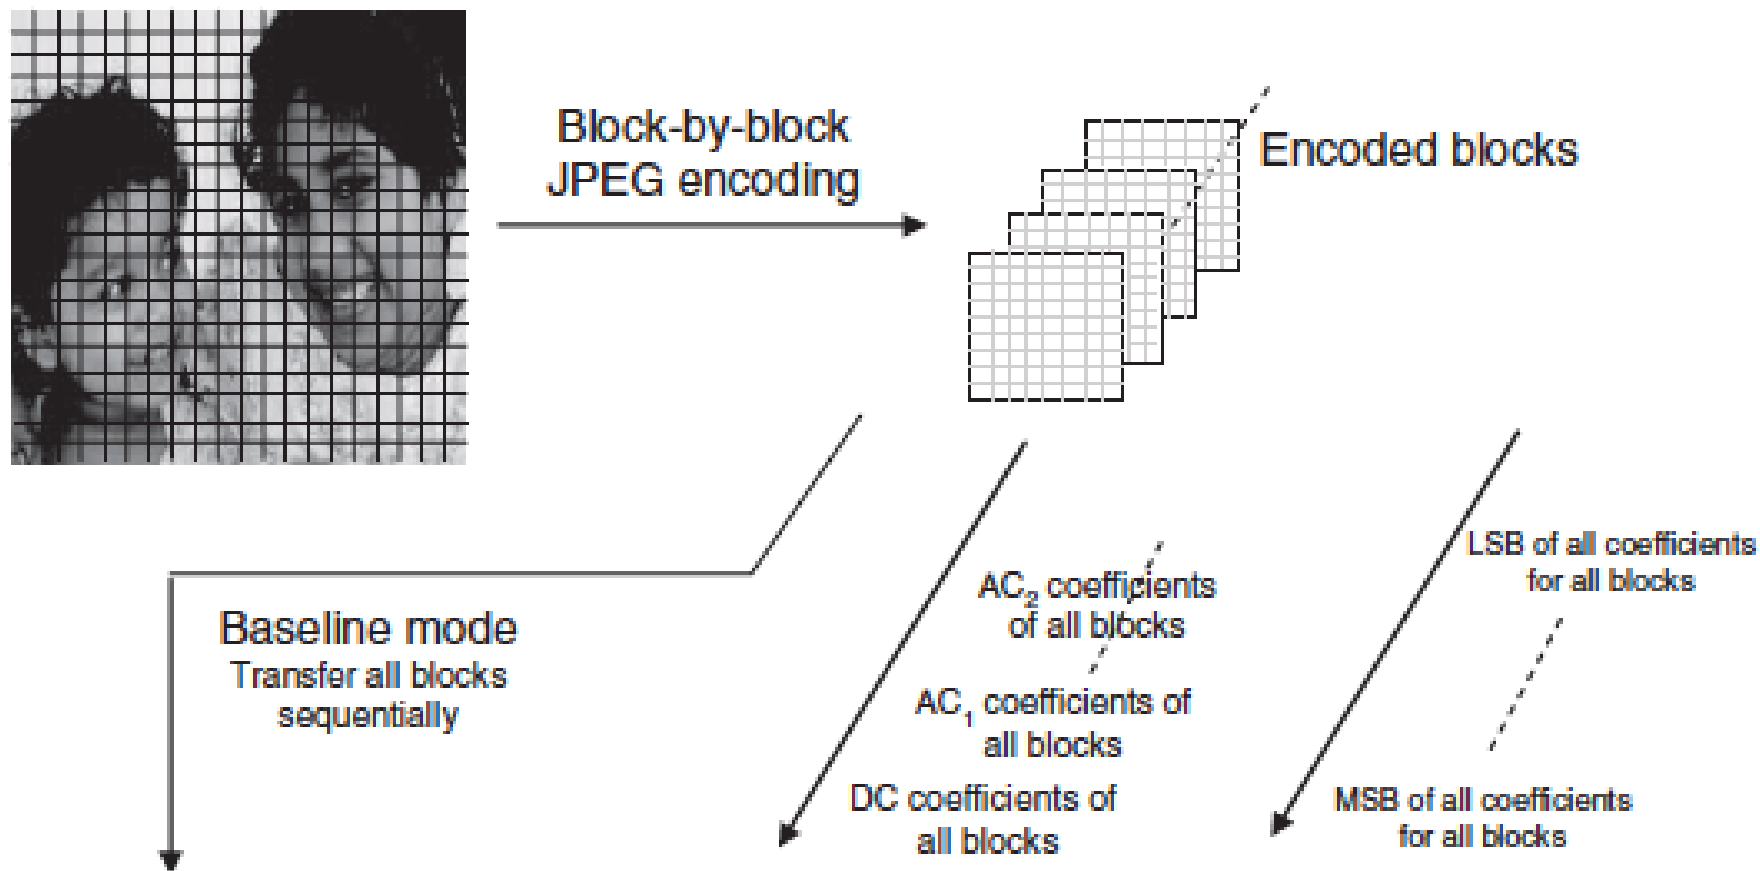 Block-by-block
JPEG encoding
Encoded blocks
Baseline mode
Transfer all blocks
sequentially
AC2 coefficients
of all blocks
AC1 coefficients of
all blocks
DC coefficients of
all blocks
LSB of all coefficients
for all blocks
MSB of all coefficients
for all blocks